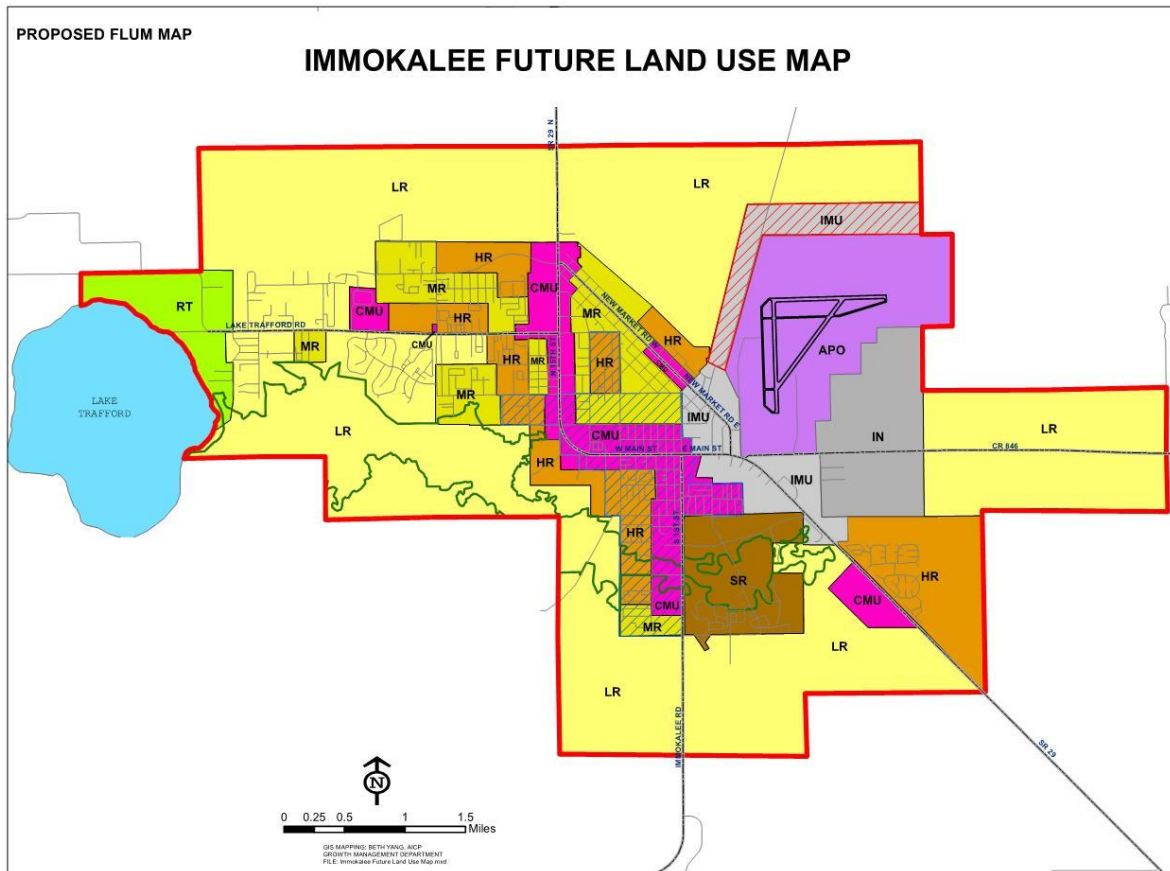 PROPOSED FLUM MAP
IMMOKALEE FUTURE LAND USE MAP
SR 29 N
LR
LR
IMU
RT
HR
MR
CMU
CMU
HR
CMU
LAKE TRAFFORD RD
MR
HR
MR
MR
N 15TH ST
MR
HR
NEW MARKET RD W
HR
NEW MARKET RD E
APO
LAKE
TRAFFORD
LR
HR
CMU
W MAIN ST
E MAIN ST
IMU
IMU
IN
LR
CR 846
HR
S 1ST ST
SR
CMU
MR
CMU
HR
LR
LR
IMMOKALEE RD
SR 29
N
0 0.25 0.5 1 1.5
Miles
GIS MAPPING: BETH YANG, AICP
GROWTH MANAGEMENT DEPARTMENT
FILE: Immokalee Future Land Use Map.mxd